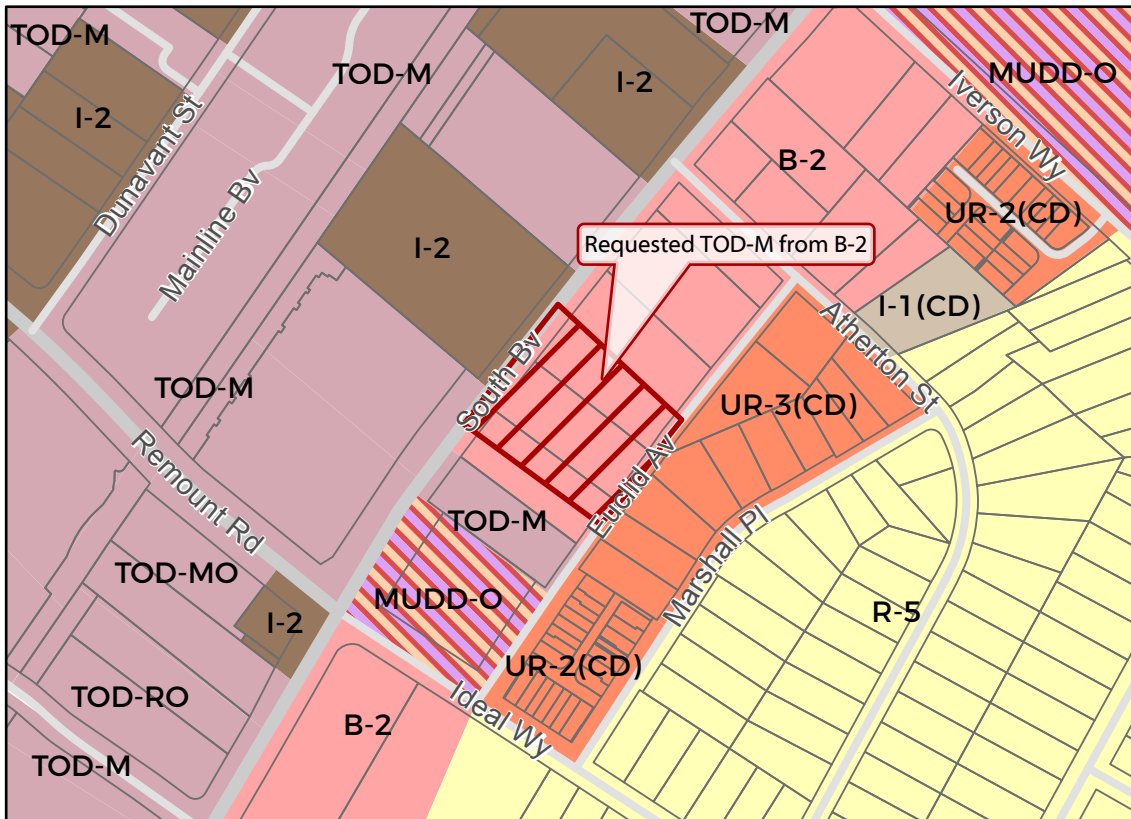 TOD-M
TOD-M
TOD-M
MUDD-O
I-2
I-2
Iverson Wy
Dunavant St
B-2
Mainline Bv
UR-2(CD)
I-2
Requested TOD-M from B-2
I-1(CD)
Atherton St
TOD-M
South Bv
UR-3(CD)
Remount Rd
Euclid Av
TOD-M
Marshall Pl
TOD-MO
MUDD-O
R-5
I-2
UR-2(CD)
TOD-RO
Ideal Wy
B-2
TOD-M